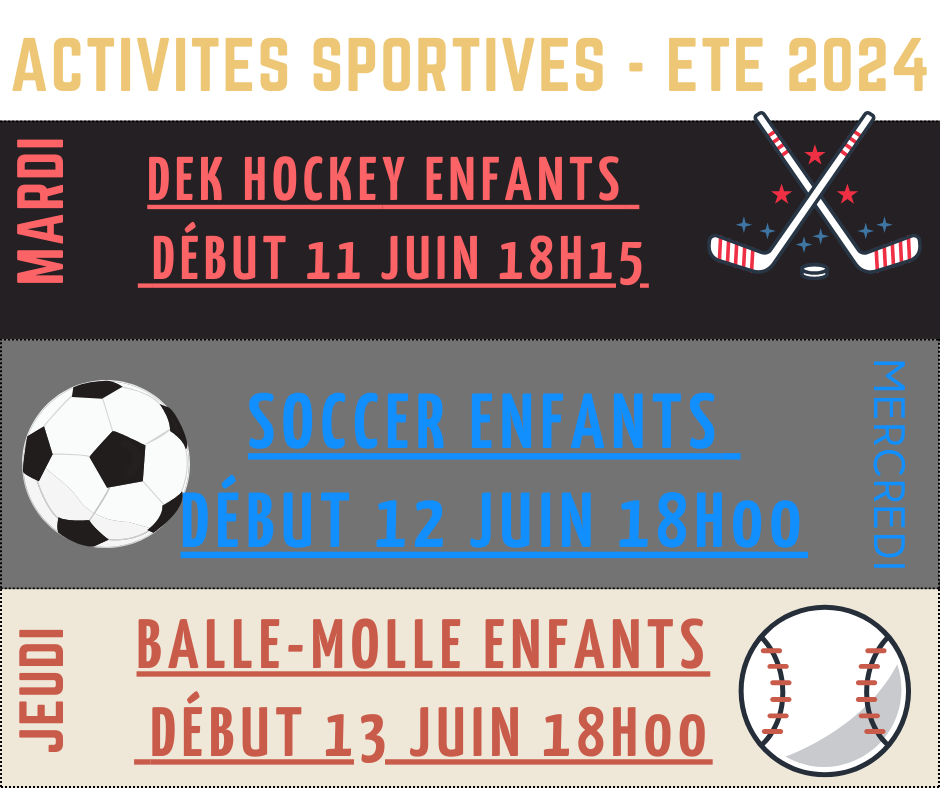 ACTIVITES SPORTIVES - ETE 2024
MARDI
DEK HOCKEY ENFANTS
DÉBUT 11 JUIN 18H15
SOCCER ENFANTS
DÉBUT 12 JUIN 18H00
MERCREDI
JEUDI
BALLE-MOLLE ENFANTS
DÉBUT 13 JUIN 18H00